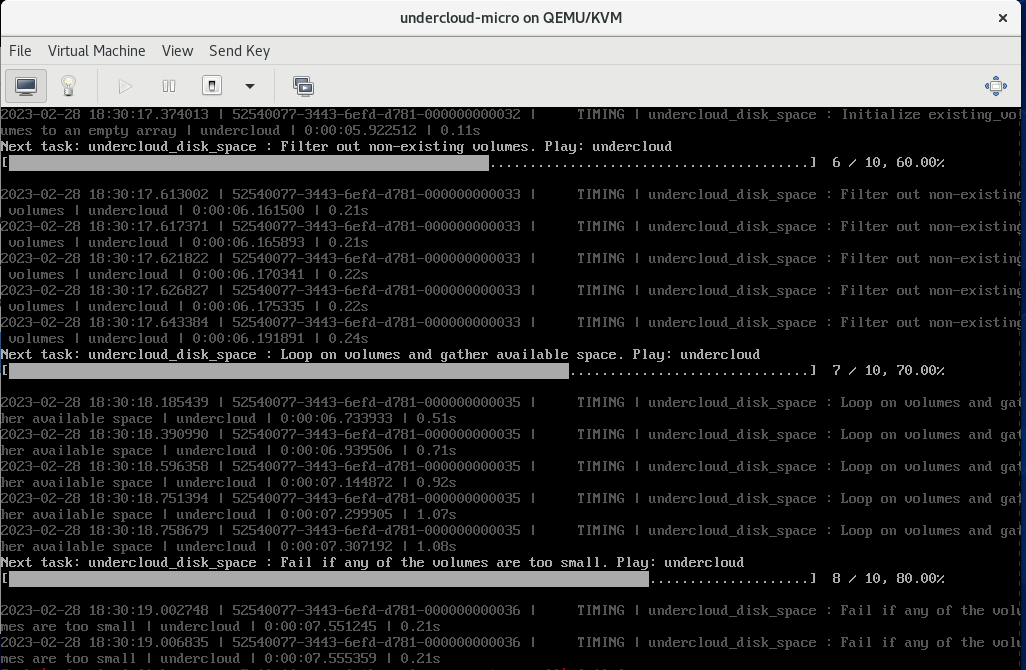 undercloud-micro on QEMU/KVM
File Virtual Machine View Send Key
2023-02-28 18:30:17.374013 | 52540077-3443-6efd-d781-000000000032 | TIMING | undercloud_disk_space : Initialize existing_vol
umes to an empty array | undercloud | 0:00:05.922512 | 0.11s
Next task: undercloud_disk_space : Filter out non-existing volumes. Play: undercloud
[........................................] 6 / 10, 60.00%
2023-02-28 18:30:17.613002 | 52540077-3443-6efd-d781-000000000033 | TIMING | undercloud_disk_space : Filter out non-existing
volumes | undercloud | 0:00:06.161500 | 0.21s
2023-02-28 18:30:17.617371 | 52540077-3443-6efd-d781-000000000033 | TIMING | undercloud_disk_space : Filter out non-existing
volumes | undercloud | 0:00:06.165893 | 0.21s
2023-02-28 18:30:17.621822 | 52540077-3443-6efd-d781-000000000033 | TIMING | undercloud_disk_space : Filter out non-existing
volumes | undercloud | 0:00:06.170341 | 0.22s
2023-02-28 18:30:17.626827 | 52540077-3443-6efd-d781-000000000033 | TIMING | undercloud_disk_space : Filter out non-existing
volumes | undercloud | 0:00:06.175335 | 0.22s
2023-02-28 18:30:17.643384 | 52540077-3443-6efd-d781-000000000033 | TIMING | undercloud_disk_space : Filter out non-existing
volumes | undercloud | 0:00:06.191891 | 0.24s
Next task: undercloud_disk_space : Loop on volumes and gather available space. Play: undercloud
[..............................] 7 / 10, 70.00%
2023-02-28 18:30:18.185439 | 52540077-3443-6efd-d781-000000000035 | TIMING | undercloud_disk_space : Loop on volumes and gat
her available space | undercloud | 0:00:06.733933 | 0.51s
2023-02-28 18:30:18.390990 | 52540077-3443-6efd-d781-000000000035 | TIMING | undercloud_disk_space : Loop on volumes and gat
her available space | undercloud | 0:00:06.939506 | 0.71s
2023-02-28 18:30:18.596358 | 52540077-3443-6efd-d781-000000000035 | TIMING | undercloud_disk_space : Loop on volumes and gat
her available space | undercloud | 0:00:07.144872 | 0.92s
2023-02-28 18:30:18.751394 | 52540077-3443-6efd-d781-000000000035 | TIMING | undercloud_disk_space : Loop on volumes and gat
her available space | undercloud | 0:00:07.299905 | 1.07s
2023-02-28 18:30:18.758679 | 52540077-3443-6efd-d781-000000000035 | TIMING | undercloud_disk_space : Loop on volumes and gat
her available space | undercloud | 0:00:07.307192 | 1.08s
Next task: undercloud_disk_space : Fail if any of the volumes are too small. Play: undercloud
[....................] 8 / 10, 80.00%
2023-02-28 18:30:19.002748 | 52540077-3443-6efd-d781-000000000036 | TIMING | undercloud_disk_space : Fail if any of the volu
mes are too small | undercloud | 0:00:07.551245 | 0.21s
2023-02-28 18:30:19.006835 | 52540077-3443-6efd-d781-000000000036 | TIMING | undercloud_disk_space : Fail if any of the volu
mes are too small | undercloud | 0:00:07.555359 | 0.21s